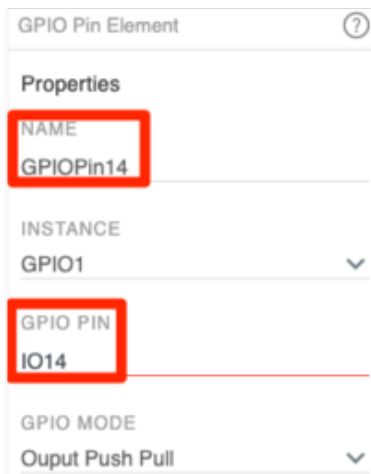 GPIO Pin Element ?
Properties
NAME
GPIOPin14
INSTANCE
GPIO1
GPIO PIN
IO14
GPIO MODE
Ouput Push Pull